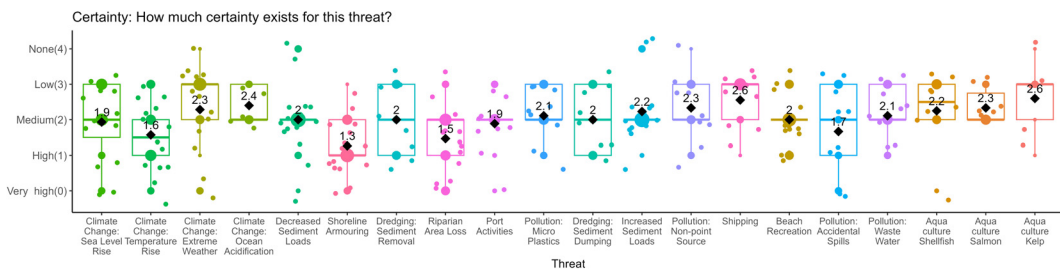 Certainty: How much certainty exists for this threat?
None(4)
Low(3)
Medium(2)
High(1)
Very high(0)
1.9
1.6
2.3
2.4
2
1.3
2
1.5
1.9
2.1
2
2.2
2.3
2.6
2
1.7
2.1
2.2
2.3
2.6
Climate
Change:
Sea Level
Rise
Climate
Change:
Temperature
Rise
Climate
Change:
Extreme
Weather
Climate
Change:
Ocean
Acidification
Decreased
Sediment
Loads
Shoreline
Armouring
Dredging:
Sediment
Removal
Riparian
Area Loss
Port
Activities
Pollution:
Micro
Plastics
Dredging:
Sediment
Dumping
Increased
Sediment
Loads
Pollution:
Non-point
Source
Shipping
Beach
Recreation
Pollution:
Accidental
Spills
Pollution:
Waste
Water
Aqua
culture
Shellfish
Aqua
culture
Salmon
Aqua
culture
Kelp
Threat